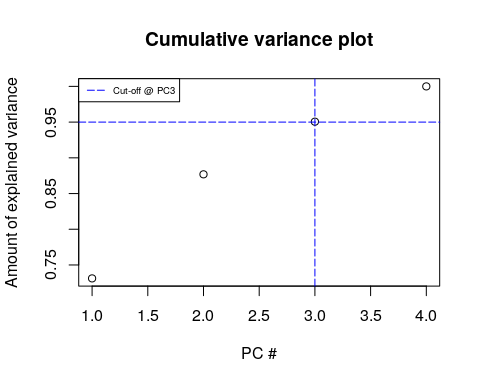 Cumulative variance plot
Cut-off @ PC3
Amount of explained variance
0.95
0.85
0.75
1.0 1.5 2.0 2.5 3.0 3.5 4.0
PC #